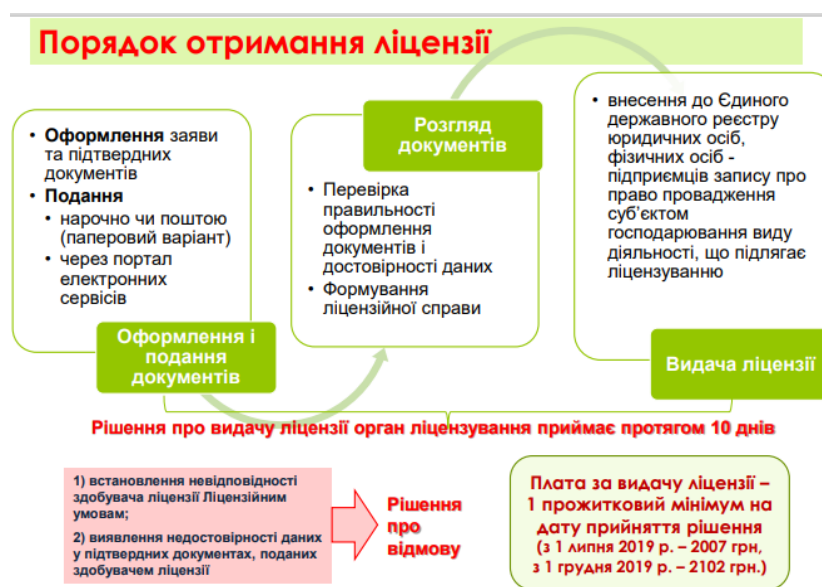 Порядок отримання ліцензії
• Оформлення заяви
та підтвердних
документів
• Подання
• нарочно чи поштою
(паперовий варіант)
• через портал
електронних
сервісів
Оформлення і
подання
документів
Розгляд
документів
• Перевірка
правильності
оформлення
документів і
достовірності даних
• Формування
ліцензійної справи
• внесення до Єдиного
державного реєстру
юридичних осіб,
фізичних осіб -
підприємців запису про
право провадження
суб’єктом
господарювання виду
діяльності, що підлягає
ліцензуванню
Видача ліцензії
Рішення про видачу ліцензії орган ліцензування приймає протягом 10 днів
1) встановлення невідповідності
здобувача ліцензії Ліцензійним
умовам;
2) виявлення недостовірності даних
у підтвердних документах, поданих
здобувачем ліцензії
Рішення
про
відмову
Плата за видачу ліцензії –
1 прожитковий мінімум на
дату прийняття рішення
(з 1 липня 2019 р. – 2007 грн,
з 1 грудня 2019 р. – 2102 грн.)